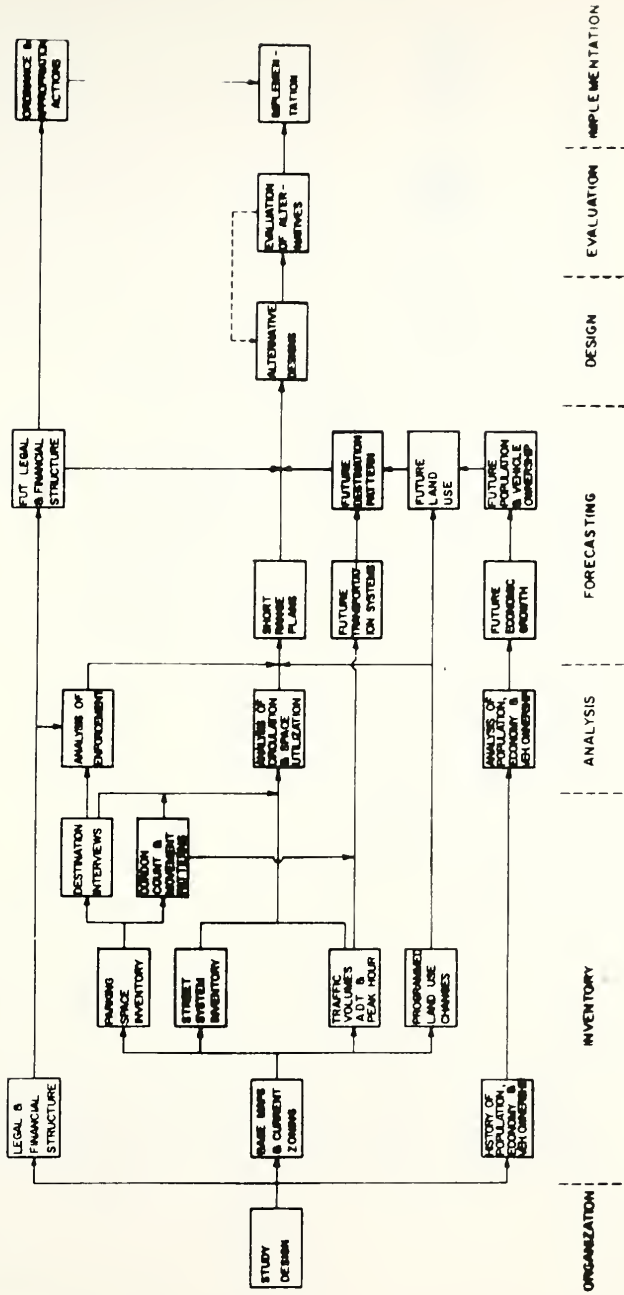 STUDY
DESIGN
LEGAL &
FINANCIAL
STRUCTURE
BASE MAPS
& CURRENT
ZONING
HISTORY OF
POPULATION,
ECONOMY &
VEH OWNERSHIP
PARKING
SPACE
INVENTORY
STREET
SYSTEM
INVENTORY
TRAFFIC
VOLUMES
ADT &
PEAK HOUR
PROGRAMMED
LAND USE
CHANGES
DESTINATION
INTERVIEWS
CORDON
COUNT &
MOVEMENT
PATTERNS
ANALYSIS OF
ENFORCEMENT
ANALYSIS OF
CIRCULATION
& SPACE
UTILIZATION
ANALYSIS OF
POPULATION,
ECONOMY &
VEH OWNERSHIP
SHORT
RANGE
PLANS
FUTURE
TRANSPORTAT-
ION SYSTEMS
FUTURE
ECONOMIC
GROWTH
FUT LEGAL
& FINANCIAL
STRUCTURE
FUTURE
DESTINATION
PATTERN
FUTURE
LAND
USE
FUTURE
POPULATION
& VEHICLE
OWNERSHIP
ALTERNATIVE
DESIGNS
EVALUATION
OF ALTER-
NATIVES
ORDINANCE &
APPROPRIATION
ACTIONS
IMPLEMEN-
TATION
ORGANIZATION
INVENTORY
ANALYSIS
FORECASTING
DESIGN
EVALUATION
IMPLEMENTATION